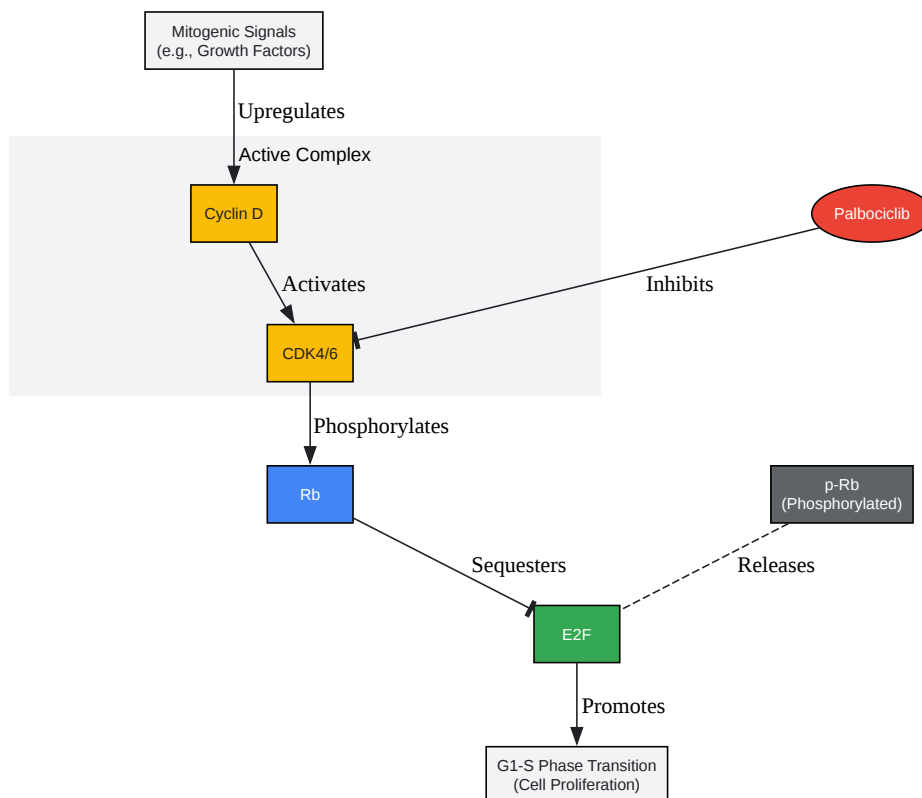 Mitogenic Signals
(e.g., Growth Factors)
Upregulates
Active Complex
Cyclin D
Palbociclib
Activates
Inhibits
CDK4/6
Phosphorylates
Rb
p-Rb
(Phosphorylated)
Sequesters
Releases
E2F
Promotes
G1-S Phase Transition
(Cell Proliferation)